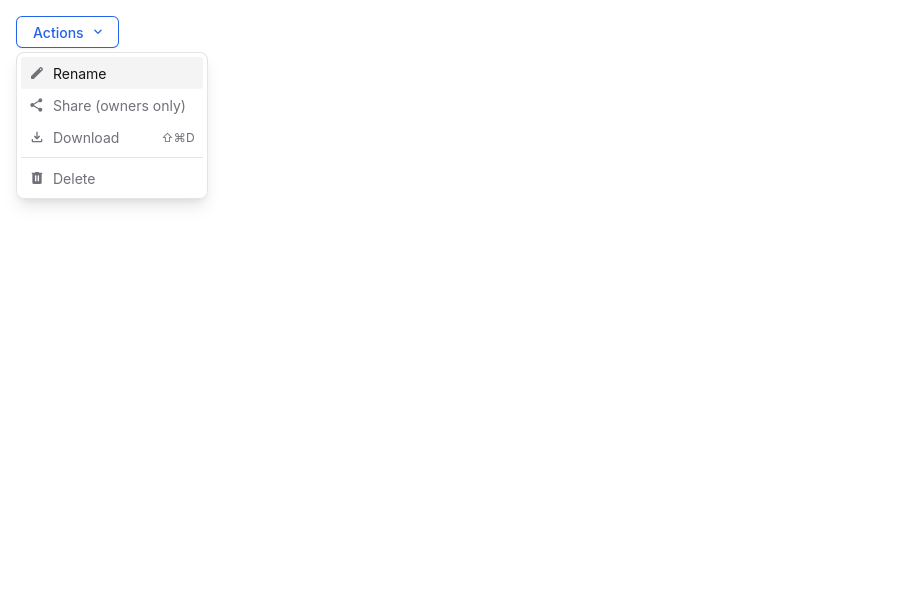 Actions
Rename
Share (owners only)
Download ⇧⌘D
Delete